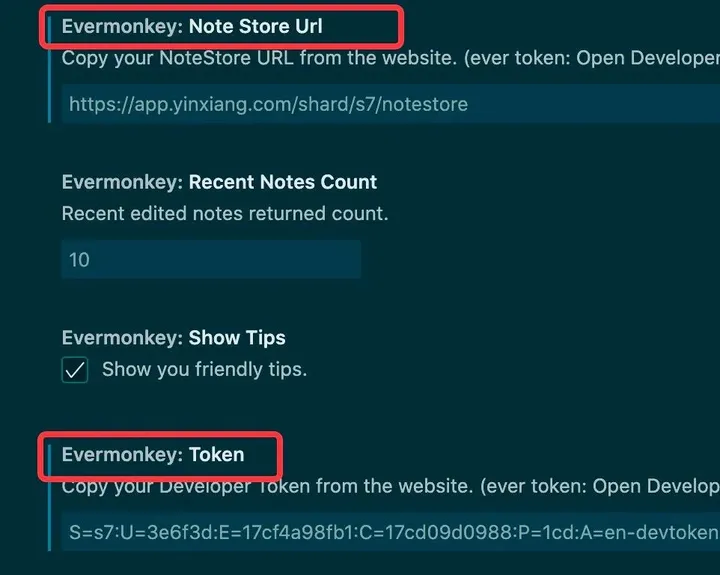 Evermonkey: Note Store Url
Copy your NoteStore URL from the website. (ever token: Open Developer
https://app.yinxiang.com/shard/s7/notestore
Evermonkey: Recent Notes Count
Recent edited notes returned count.
10
Evermonkey: Show Tips
Show you friendly tips.
Evermonkey: Token
Copy your Developer Token from the website. (ever token: Open Develop
S=s7:U=3e6f3d:E=17cf4a98fb1:C=17cd09d0988:P=1cd:A=en-devtoken